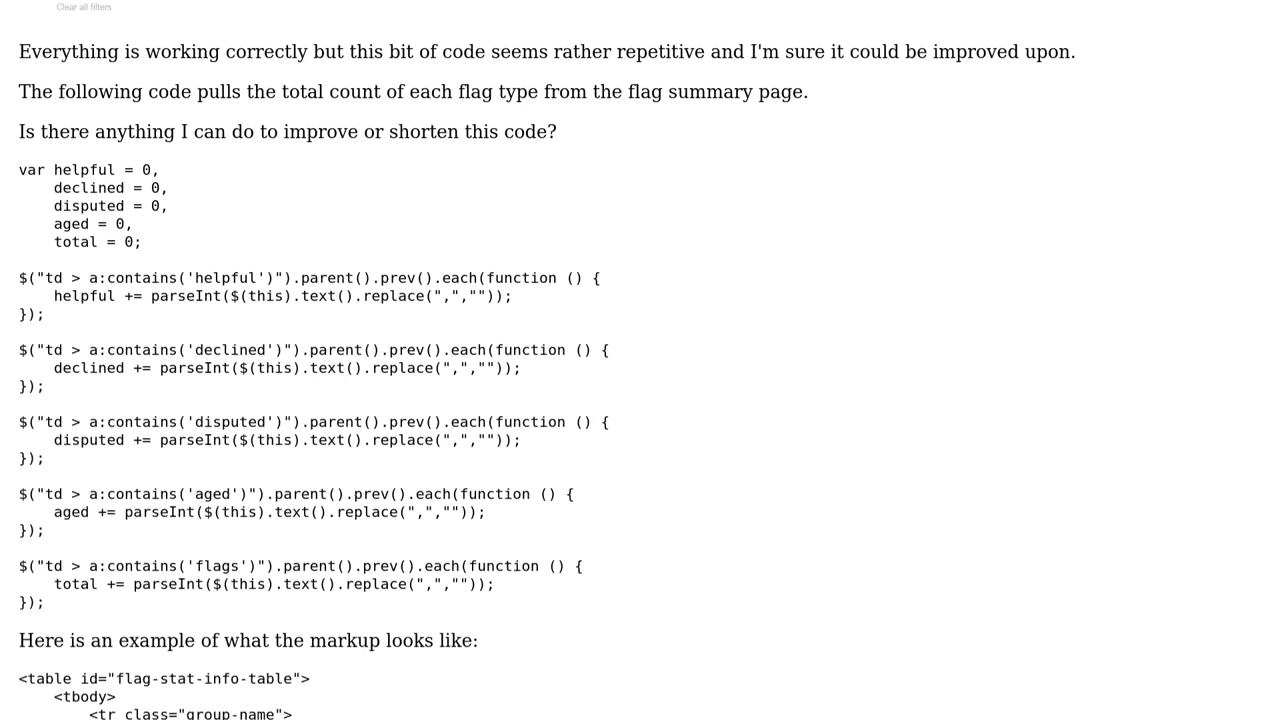 Clear all filters
Everything is working correctly but this bit of code seems rather repetitive and I'm sure it could be improved upon.
The following code pulls the total count of each flag type from the flag summary page.
Is there anything I can do to improve or shorten this code?
var helpful = 0,
    declined = 0,
    disputed = 0,
    aged = 0,
    total = 0;
$("td > a:contains('helpful')").parent().prev().each(function () {
    helpful += parseInt($(this).text().replace(",",""));
});
$("td > a:contains('declined')").parent().prev().each(function () {
    declined += parseInt($(this).text().replace(",",""));
});
$("td > a:contains('disputed')").parent().prev().each(function () {
    disputed += parseInt($(this).text().replace(",",""));
});
$("td > a:contains('aged')").parent().prev().each(function () {
    aged += parseInt($(this).text().replace(",",""));
});
$("td > a:contains('flags')").parent().prev().each(function () {
    total += parseInt($(this).text().replace(",",""));
});
Here is an example of what the markup looks like:
<table id="flag-stat-info-table">
    <tbody>
        <tr class="group-name">